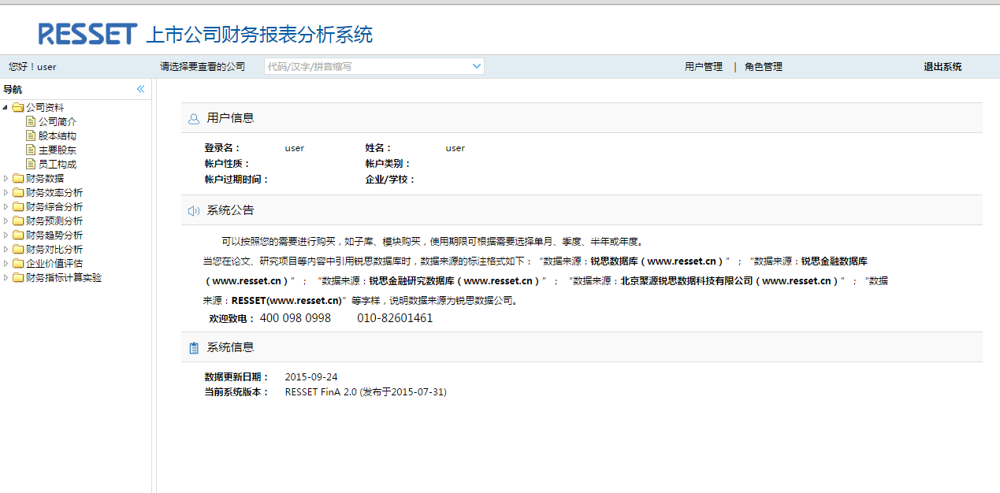 RESSET 上市公司财务报表分析系统
您好！user 请选择要查看的公司 代码/汉字/拼音缩写 用户管理 | 角色管理 退出系统
导航
公司资料
公司简介
股本结构
主要股东
员工构成
财务数据
财务效率分析
财务综合分析
财务预测分析
财务趋势分析
财务对比分析
企业价值评估
财务指标计算实验
用户信息
登录名： user 姓名： user
帐户性质： 帐户类别：
帐户过期时间： 企业/学校：
系统公告
可以按照您的需要进行购买，如子库、模块购买，使用期限可根据需要选择单月、季度、半年或年度。
当您在论文、研究项目等内容中引用锐思数据库时，数据来源的标注格式如下：“数据来源：锐思数据库（www.resset.cn）”；“数据来源：锐思金融数据库
（www.resset.cn）”；“数据来源：锐思金融研究数据库（www.resset.cn）”；“数据来源：北京聚源锐思数据科技有限公司（www.resset.cn）”；“数据
来源：RESSET(www.resset.cn)”等字样，说明数据来源为锐思数据公司。
欢迎致电： 400 098 0998 010-82601461
系统信息
数据更新日期： 2015-09-24
当前系统版本： RESSET FinA 2.0 (发布于2015-07-31)